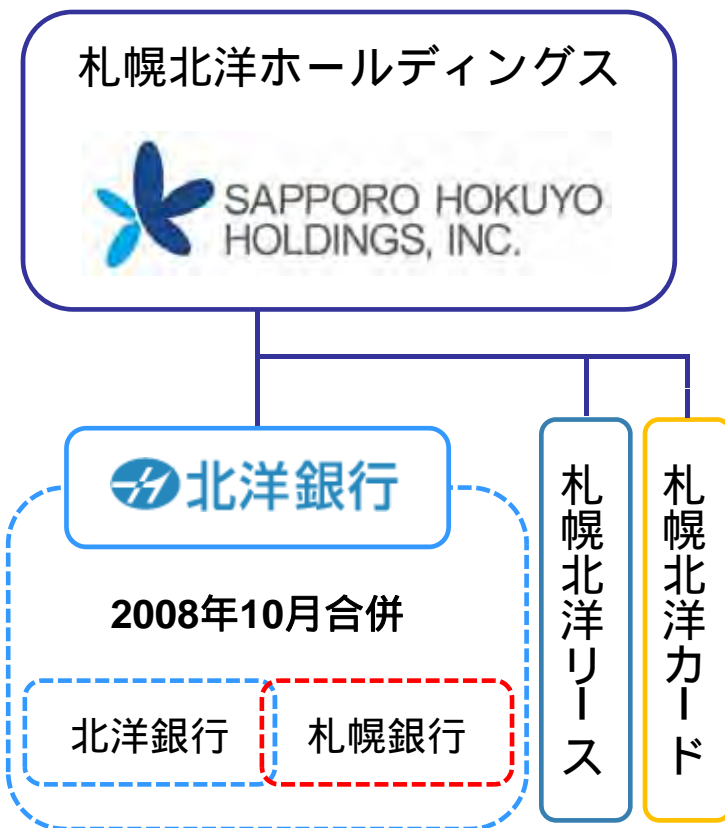 札幌北洋ホールディングス
SAPPORO HOKUYO
HOLDINGS, INC.
北洋銀行
2008年10月合併
北洋銀行
札幌銀行
札幌北洋リース
札幌北洋カード